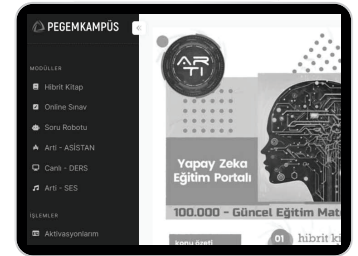 PEGEMKAMPÜS
«
MODÜLLER
Hibrit Kitap
Online Sınav
Soru Robotu
Arti - ASİSTAN
Canlı - DERS
Arti - SES
İŞLEMLER
Aktivasyonlarım
ARTI
Yapay Zeka
Eğitim Portalı
100.000 - Güncel Eğitim Mat
konu özeti
01 hibrit ki